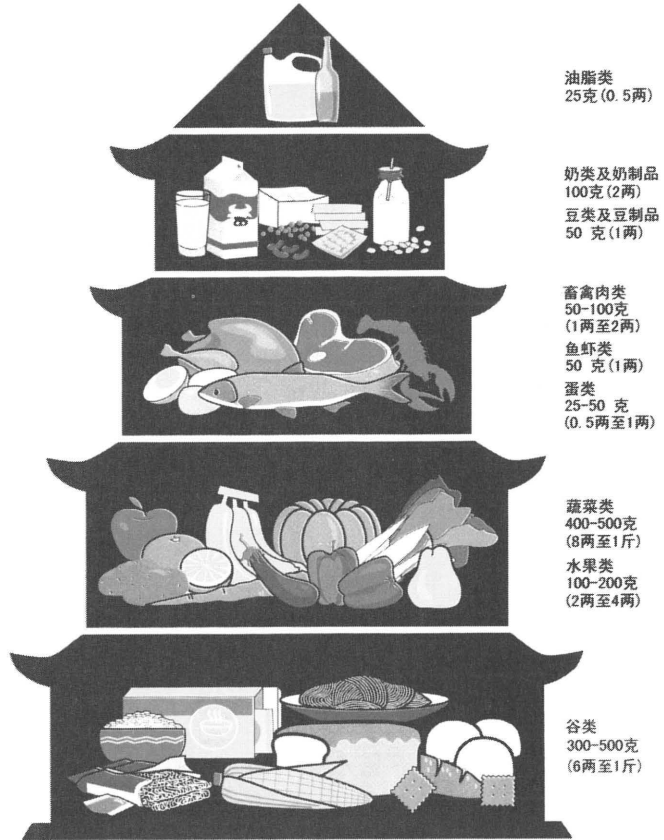 油脂类
25克(0.5两)
奶类及奶制品
100克(2两)
豆类及豆制品
50 克(1两)
畜禽肉类
50-100克
(1两至2两)
鱼虾类
50 克(1两)
蛋类
25-50 克
(0.5两至1两)
蔬菜类
400-500克
(8两至1斤)
水果类
100-200克
(2两至4两)
谷类
300-500克
(6两至1斤)